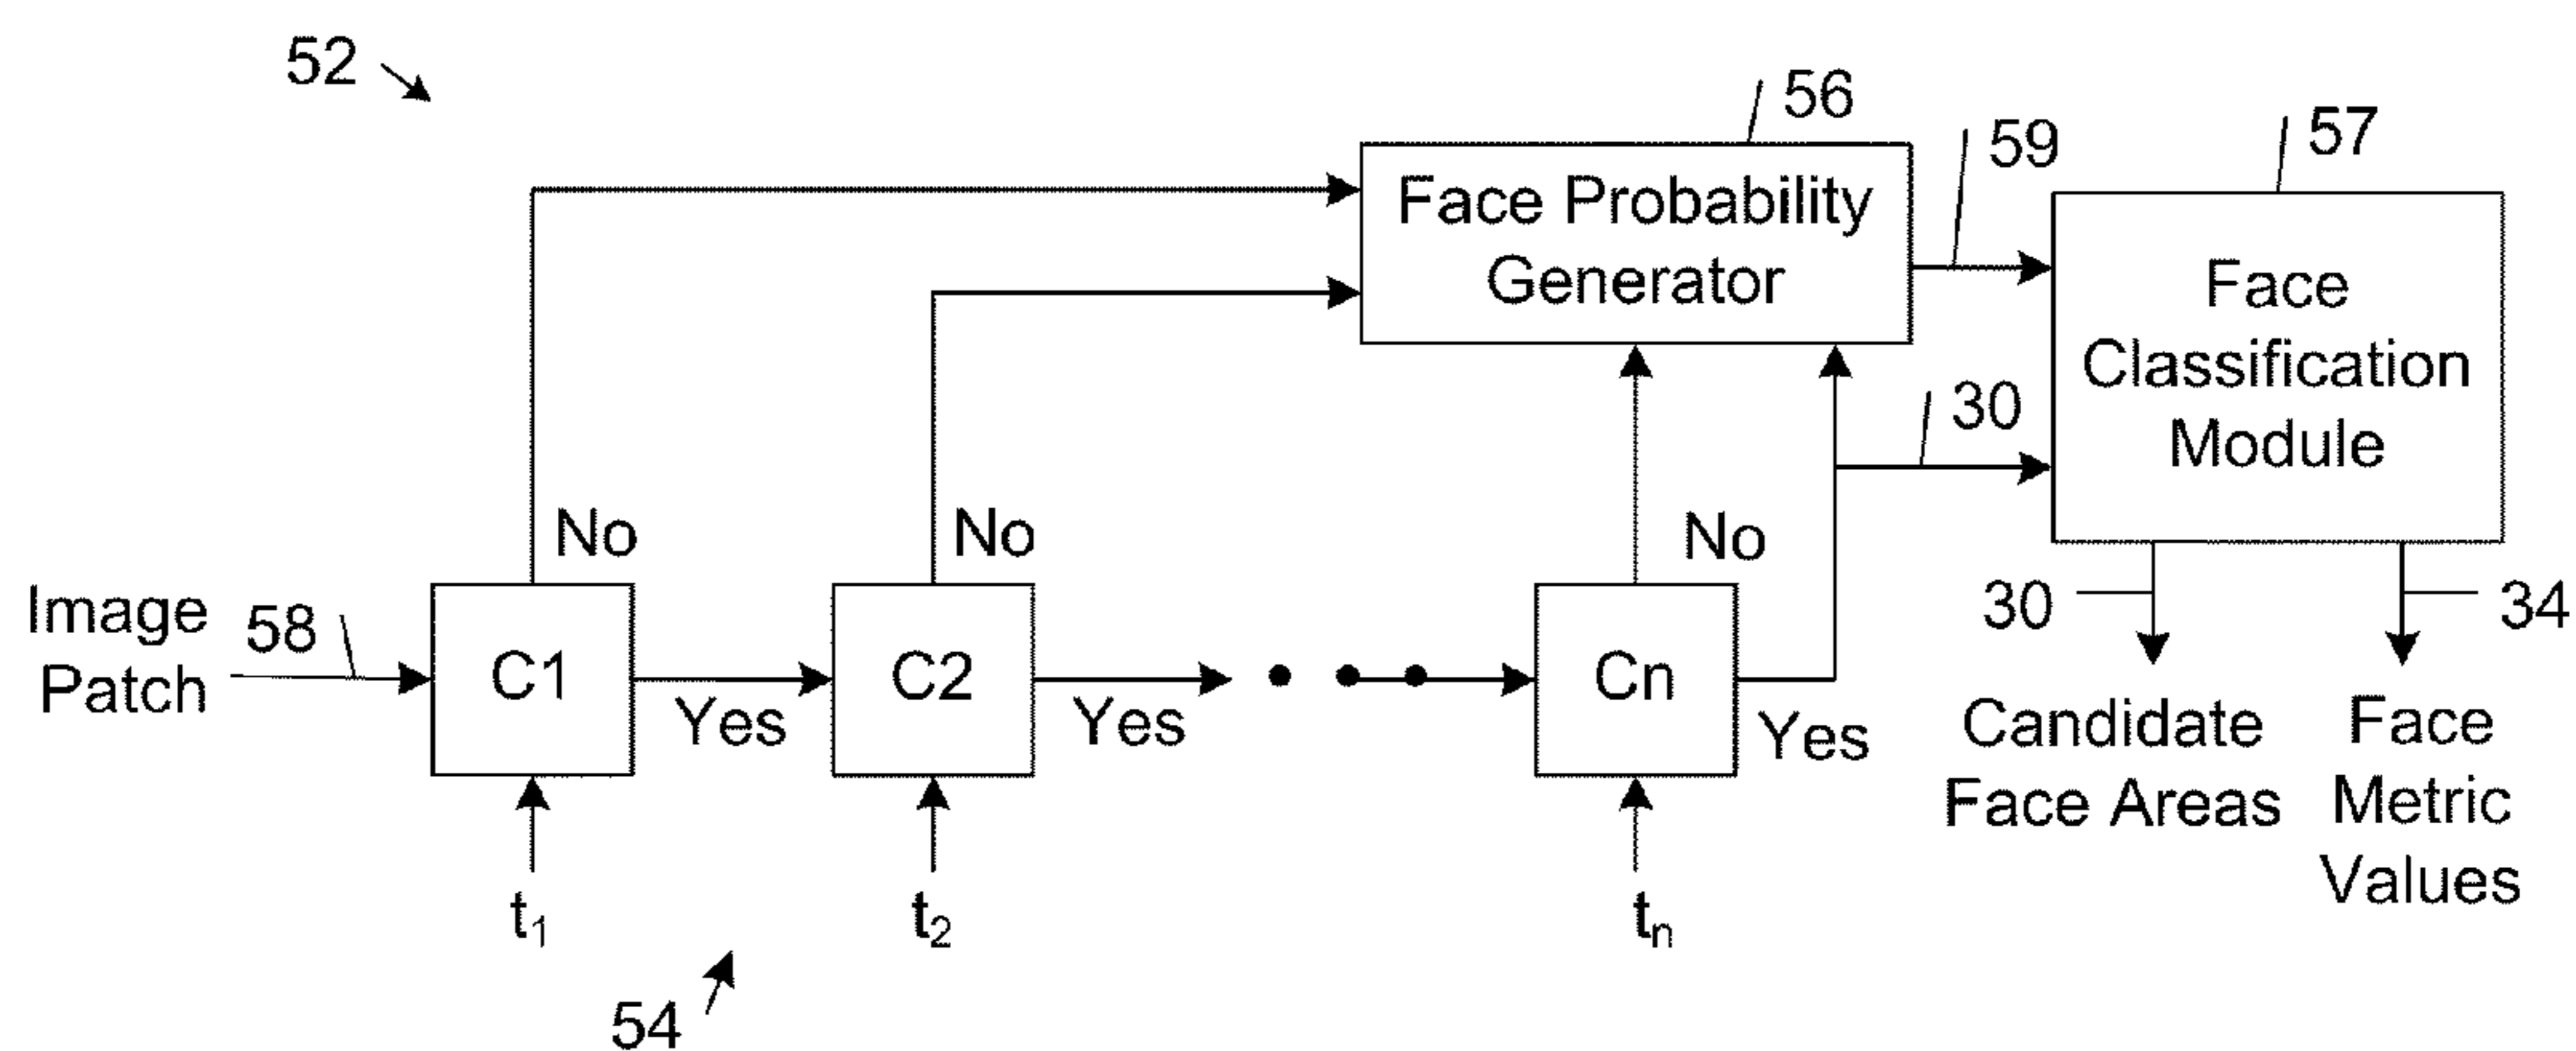 52
56
59
57
Face Probability
Generator
Face
Classification
Module
30
No
No
No
Image
Patch
58
C1
Yes
C2
Yes
Cn
Yes
30
34
Candidate
Face Areas
Face
Metric
Values
t₁
t₂
tₙ
54